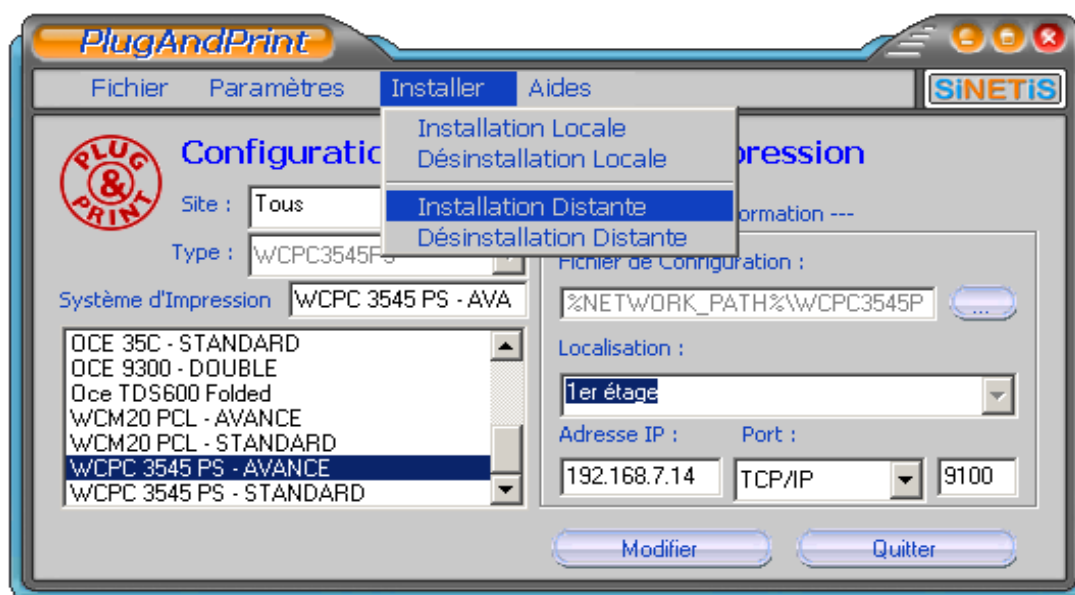 PlugAndPrint
Fichier Paramètres Installer Aides
SiNETiS
Installation Locale
Désinstallation Locale
Installation Distante
Désinstallation Distante
PLUG & PRINT
Configuratic pression
Site : Tous
ormation ---
Type : WCPC3545PS
Fichier de Configuration :
Système d'Impression WCPC 3545 PS - AVA
%NETWORK_PATH%\WCPC3545P ...
OCE 35C - STANDARD
OCE 9300 - DOUBLE
Oce TDS600 Folded
WCM20 PCL - AVANCE
WCM20 PCL - STANDARD
WCPC 3545 PS - AVANCE
WCPC 3545 PS - STANDARD
Localisation :
1er étage
Adresse IP : Port :
192.168.7.14 TCP/IP 9100
Modifier Quitter